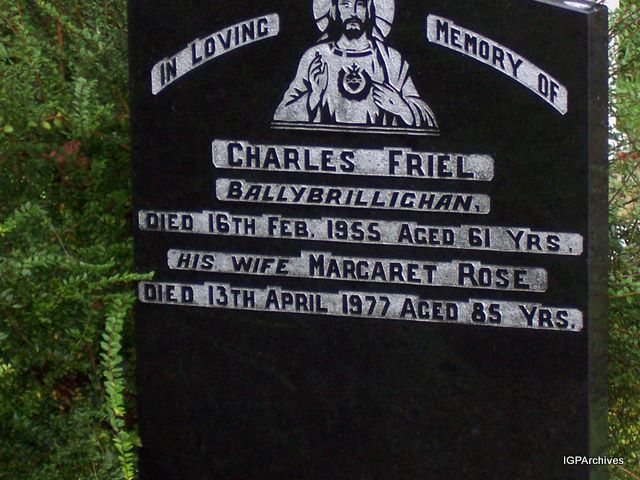 IN LOVING MEMORY OF
CHARLES FRIEL
BALLYBRILLIGHAN,
DIED 16TH FEB. 1955 AGED 61 YRS.
HIS WIFE MARGARET ROSE
DIED 13TH APRIL 1977 AGED 85 YRS.
IGPArchives